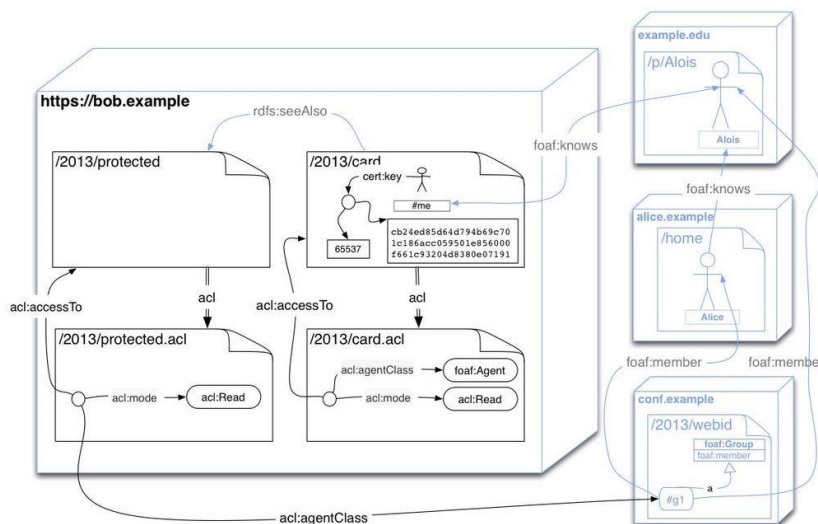 example.edu
/p/Alois
Alois
https://bob.example
rdfs:seeAlso
/2013/protected
/2013/card
cert:key
#me
65537
cb24ed85d64d794b69c70
1c186acc059501e856000
f661c93204d8380e07191
foaf:knows
foaf:knows
alice.example
/home
Alice
acl:accessTo
acl
acl:accessTo
acl
/2013/protected.acl
acl:mode
acl:Read
/2013/card.acl
acl:agentClass
foaf:Agent
acl:mode
acl:Read
foaf:member
foaf:membe
conf.example
/2013/webid
foaf:Group
foaf:member
a
#g1
acl:agentClass